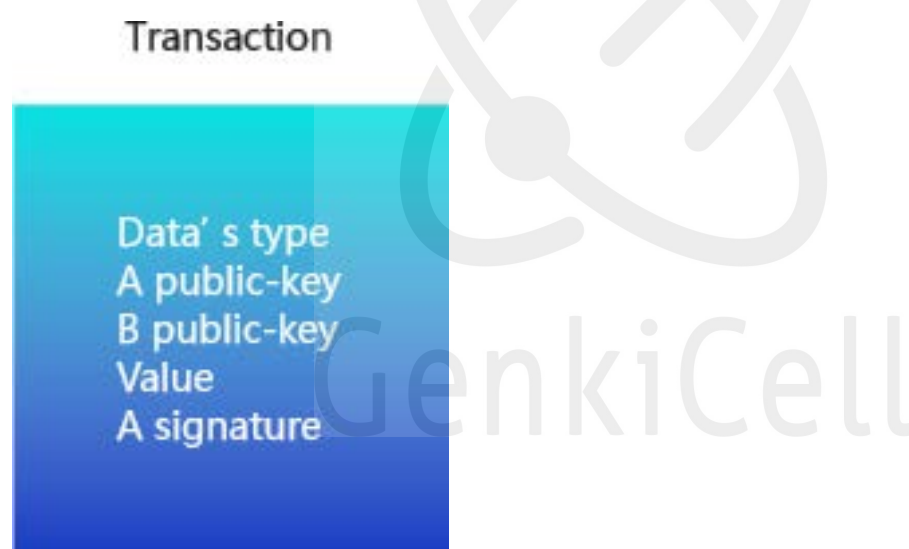 Transaction
Data’ s type
A public-key
B public-key
Value
A signature
GenkiCell